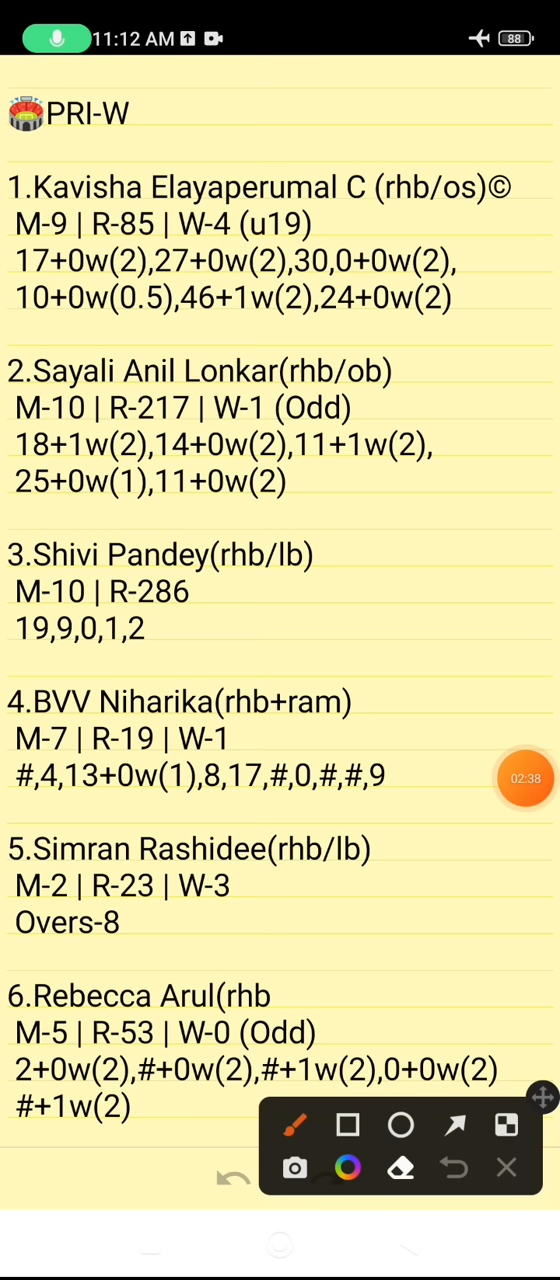 11:12 AM
88
🏟️PRI-W
1.Kavisha Elayaperumal C (rhb/os)©
M-9 | R-85 | W-4 (u19)
17+0w(2),27+0w(2),30,0+0w(2),
10+0w(0.5),46+1w(2),24+0w(2)
2.Sayali Anil Lonkar(rhb/ob)
M-10 | R-217 | W-1 (Odd)
18+1w(2),14+0w(2),11+1w(2),
25+0w(1),11+0w(2)
3.Shivi Pandey(rhb/lb)
M-10 | R-286
19,9,0,1,2
4.BVV Niharika(rhb+ram)
M-7 | R-19 | W-1
#,4,13+0w(1),8,17,#,0,#,#,9
02:38
5.Simran Rashidee(rhb/lb)
M-2 | R-23 | W-3
Overs-8
6.Rebecca Arul(rhb
M-5 | R-53 | W-0 (Odd)
2+0w(2),#+0w(2),#+1w(2),0+0w(2)
#+1w(2)